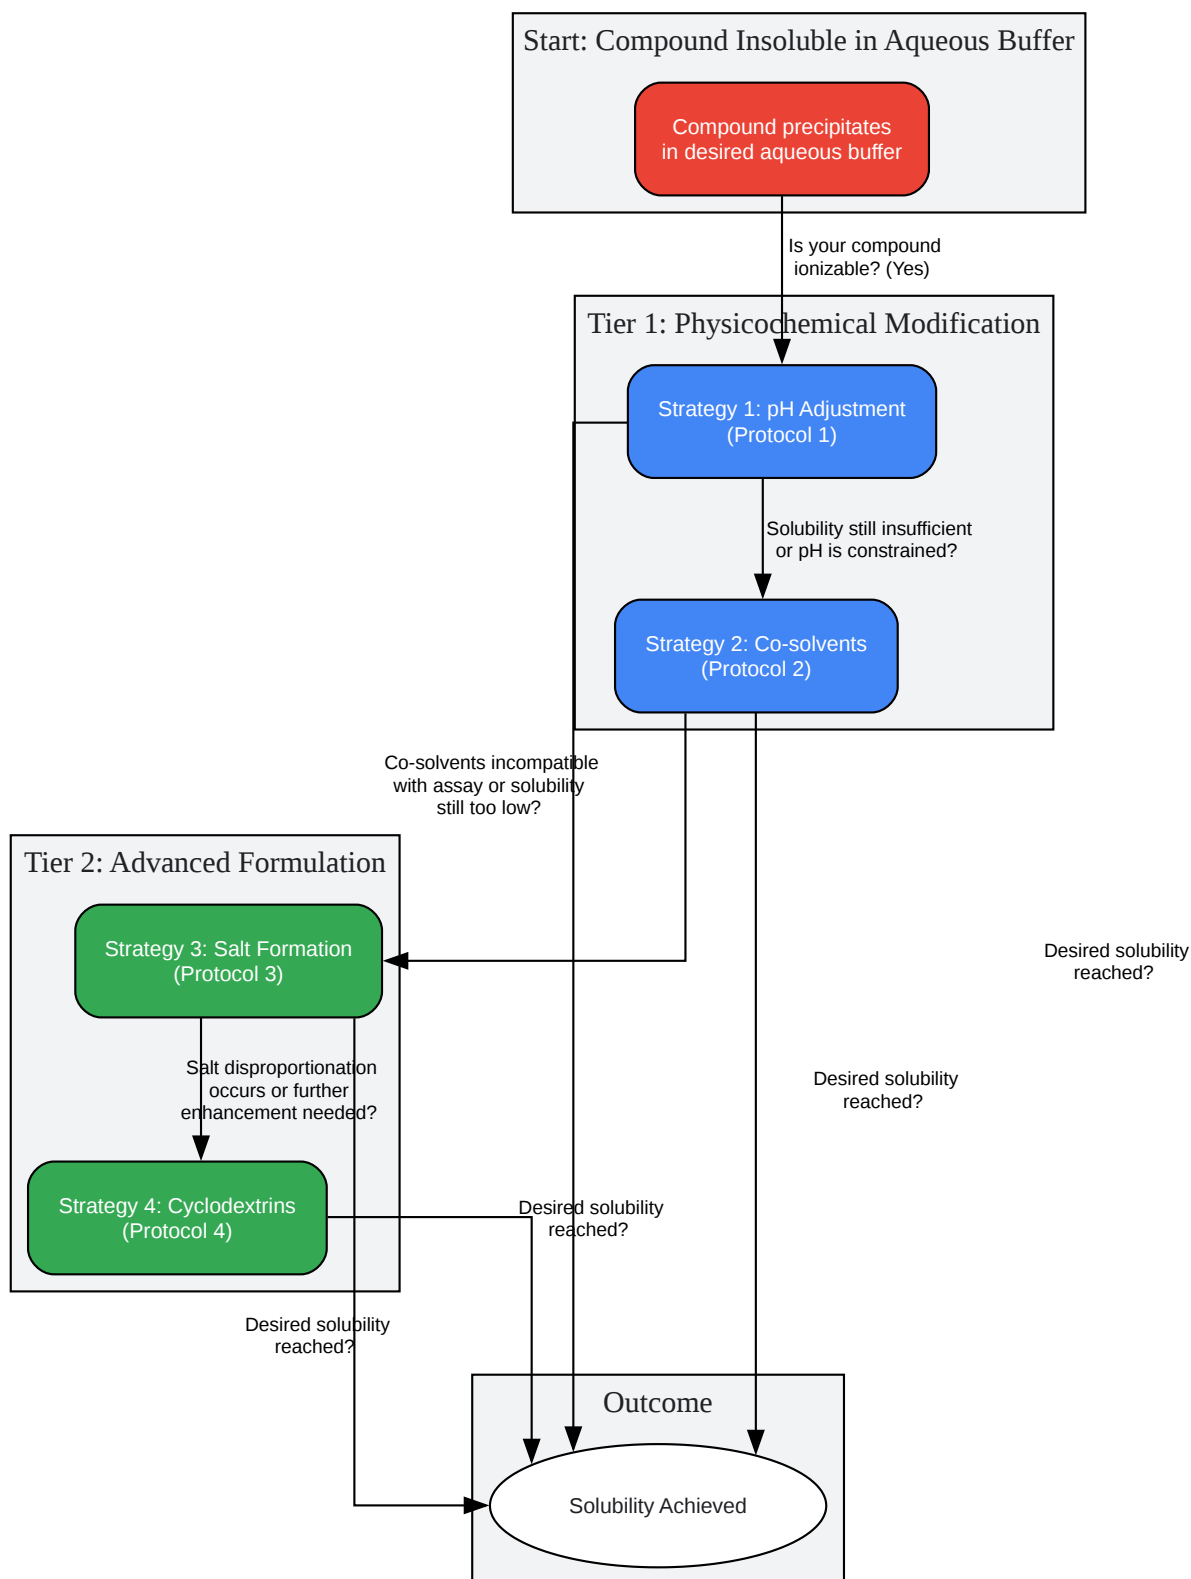 Start: Compound Insoluble in Aqueous Buffer
Compound precipitates
in desired aqueous buffer
Is your compound
ionizable? (Yes)
Tier 1: Physicochemical Modification
Strategy 1: pH Adjustment
(Protocol 1)
Solubility still insufficient
or pH is constrained?
Strategy 2: Co-solvents
(Protocol 2)
Co-solvents incompatible
with assay or solubility
still too low?
Tier 2: Advanced Formulation
Strategy 3: Salt Formation
(Protocol 3)
Desired solubility
reached?
Salt disproportionation
occurs or further
enhancement needed?
Desired solubility
reached?
Strategy 4: Cyclodextrins
(Protocol 4)
Desired solubility
reached?
Desired solubility
reached?
Outcome
Solubility Achieved